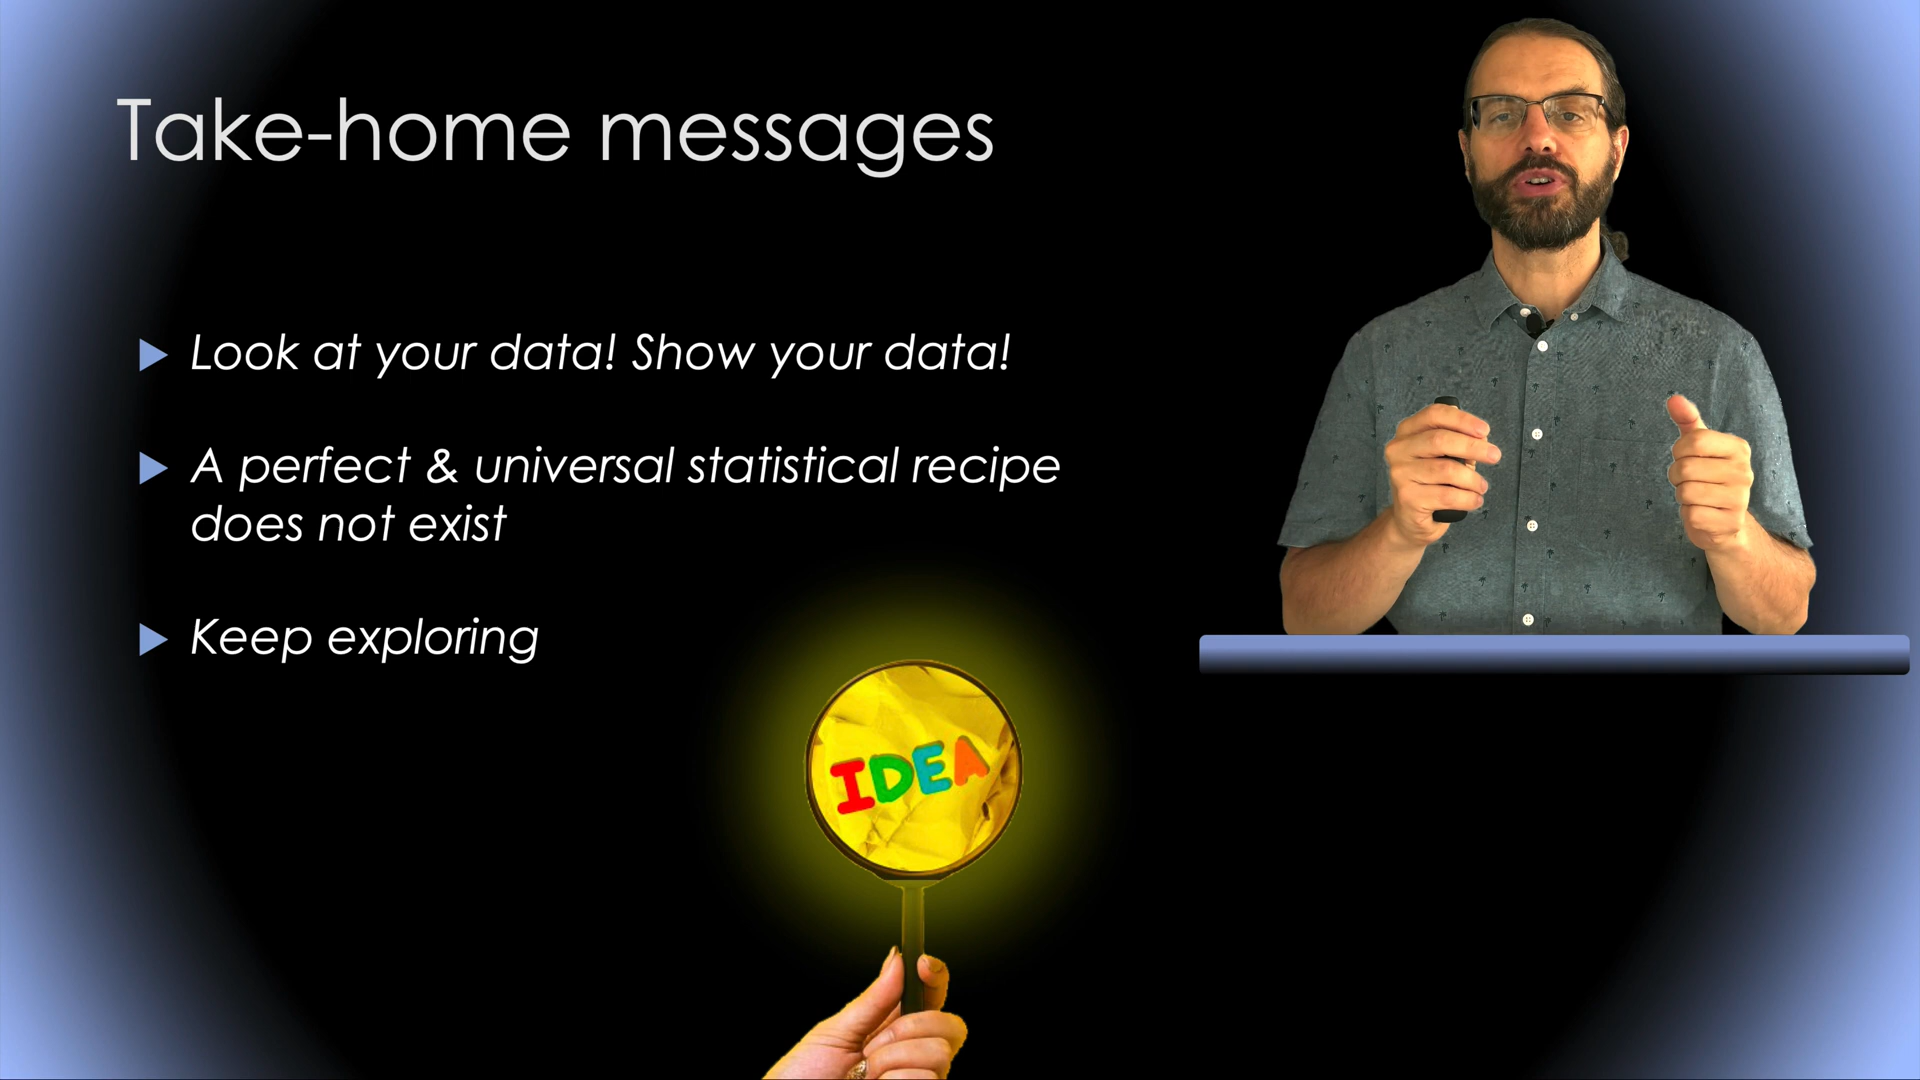 Take-home messages
Look at your data! Show your data!
A perfect & universal statistical recipe
does not exist
Keep exploring
IDEA